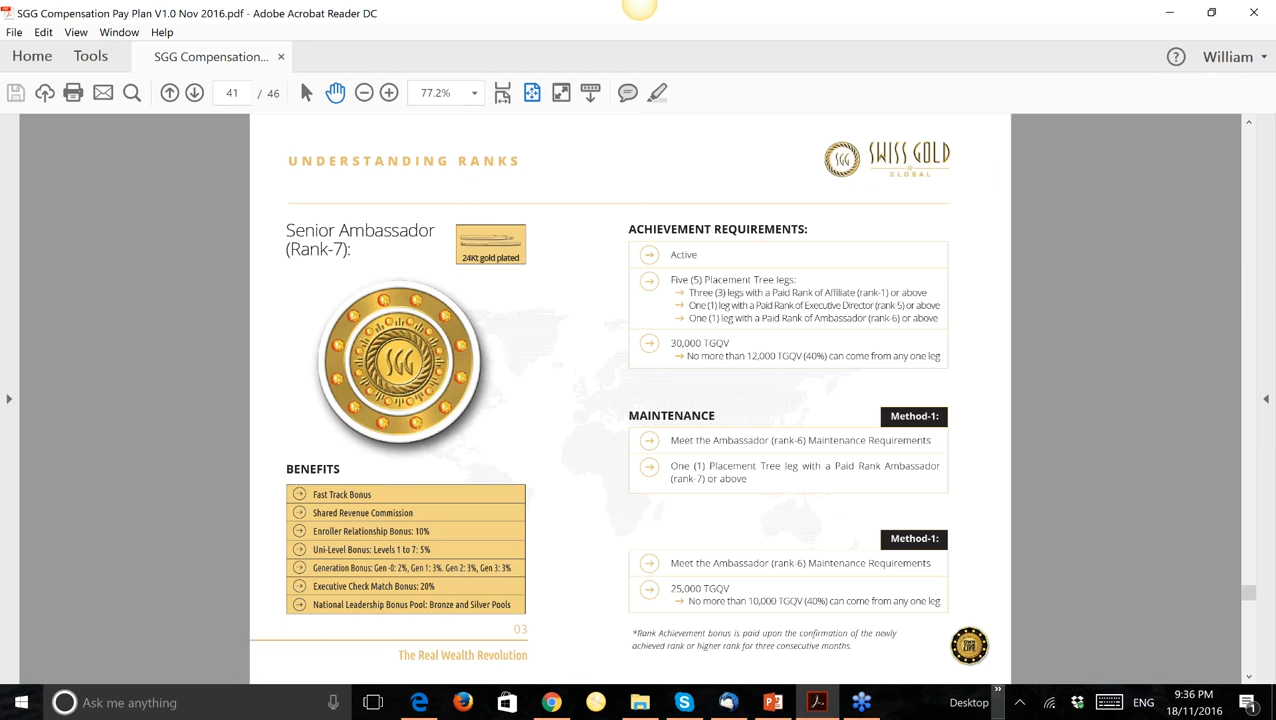 SGG Compensation Pay Plan V1.0 Nov 2016.pdf - Adobe Acrobat Reader DC
File Edit View Window Help
Home Tools SGG Compensation... × William
41 / 46 77.2%
UNDERSTANDING RANKS
SGG SWISS GOLD
GLOBAL
Senior Ambassador
(Rank-7):
24Kt gold plated
SGG
BENEFITS
Fast Track Bonus
Shared Revenue Commission
Enroller Relationship Bonus: 10%
Uni-Level Bonus: Levels 1 to 7: 5%
Generation Bonus: Gen -0: 2%, Gen 1: 3%. Gen 2: 3%, Gen 3: 3%
Executive Check Match Bonus: 20%
National Leadership Bonus Pool: Bronze and Silver Pools
03
The Real Wealth Revolution
ACHIEVEMENT REQUIREMENTS:
Active
Five (5) Placement Tree legs:
Three (3) legs with a Paid Rank of Affiliate (rank-1) or above
One (1) leg with a Paid Rank of Executive Director (rank-5) or above
One (1) leg with a Paid Rank of Ambassador (rank-6) or above
30,000 TGQV
No more than 12,000 TGQV (40%) can come from any one leg
MAINTENANCE
Method-1:
Meet the Ambassador (rank-6) Maintenance Requirements
One (1) Placement Tree leg with a Paid Rank Ambassador
(rank-7) or above
Method-1:
Meet the Ambassador (rank-6) Maintenance Requirements
25,000 TGQV
No more than 10,000 TGQV (40%) can come from any one leg
*Rank Achievement bonus is paid upon the confirmation of the newly
achieved rank or higher rank for three consecutive months.
OWN
YOUR
LIFE
Ask me anything
Desktop
ENG
9:36 PM
18/11/2016